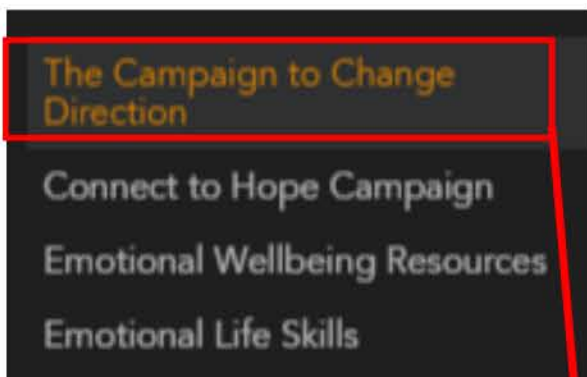 The Campaign to Change
Direction
Connect to Hope Campaign
Emotional Wellbeing Resources
Emotional Life Skills